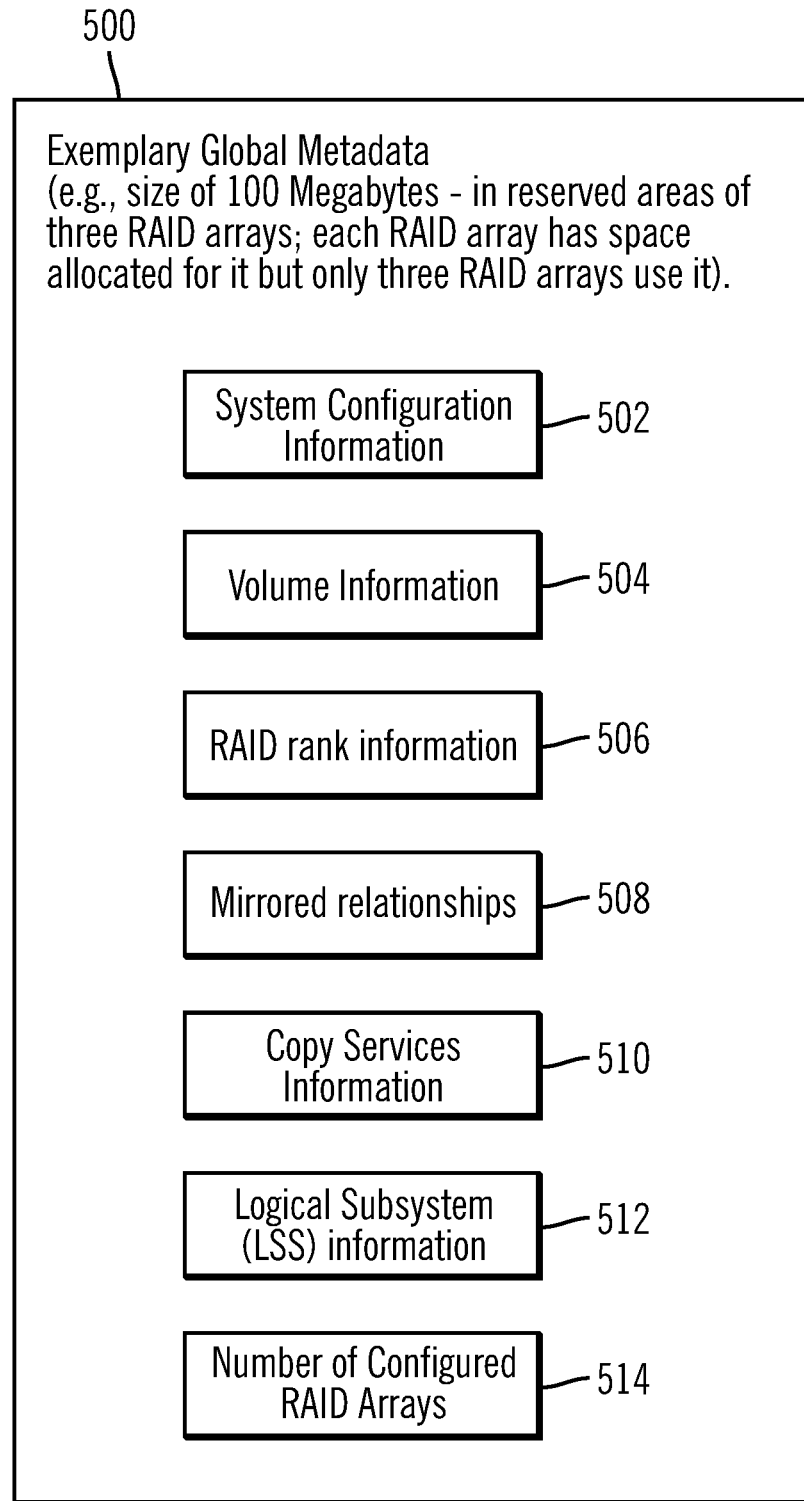 500
Exemplary Global Metadata
(e.g., size of 100 Megabytes - in reserved areas of
three RAID arrays; each RAID array has space
allocated for it but only three RAID arrays use it).
System Configuration
Information
502
Volume Information
504
RAID rank information
506
Mirrored relationships
508
Copy Services
Information
510
Logical Subsystem
(LSS) information
512
Number of Configured
RAID Arrays
514